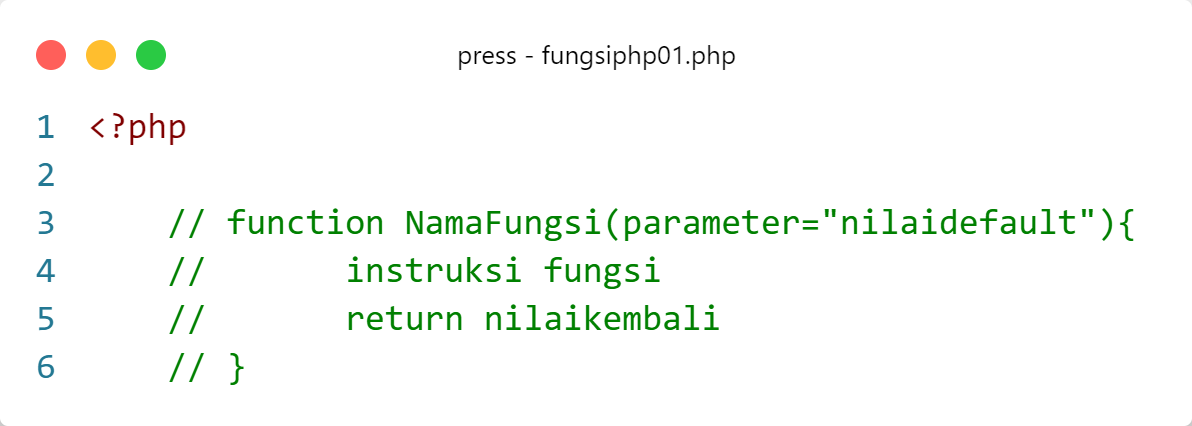 press - fungsiphp01.php
1 <?php
2
3 // function NamaFungsi(parameter="nilaidefault"){
4 // instruksi fungsi
5 // return nilaikembali
6 // }